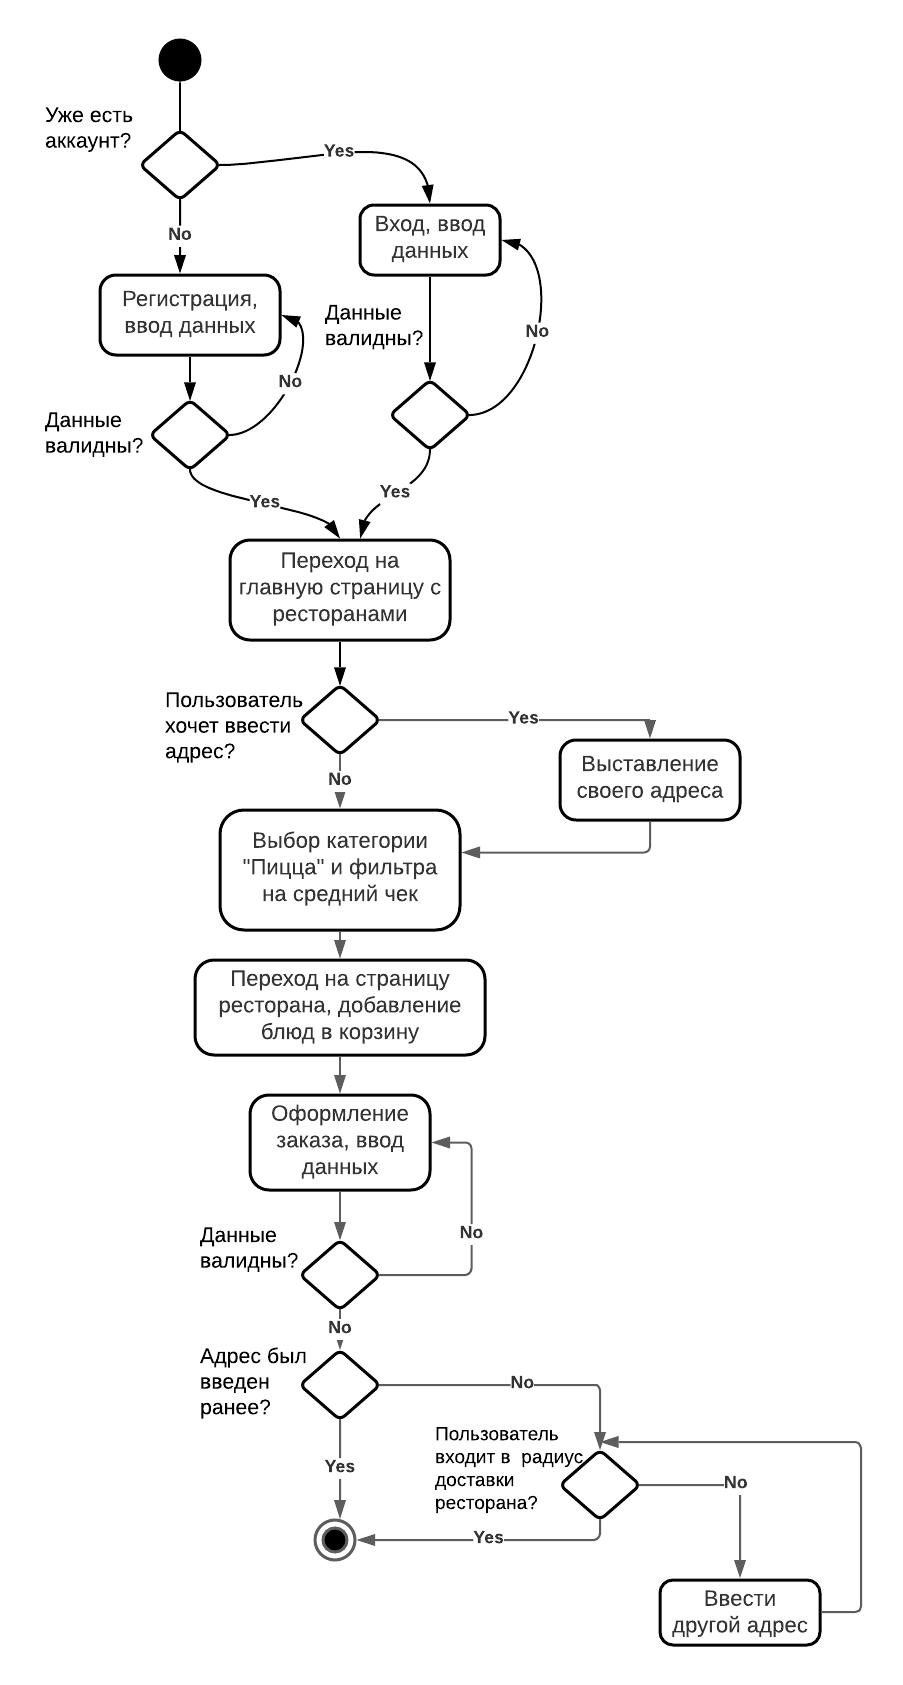 Уже есть
аккаунт?
Yes
No
Вход, ввод
данных
Регистрация,
ввод данных
Данные
валидны?
No
No
Данные
валидны?
Yes
Yes
Переход на
главную страницу с
ресторанами
Пользователь
хочет ввести
адрес?
Yes
No
Выставление
своего адреса
Выбор категории
"Пицца" и фильтра
на средний чек
Переход на страницу
ресторана, добавление
блюд в корзину
Оформление
заказа, ввод
данных
Данные
валидны?
No
No
Адрес был
введен
ранее?
No
Пользователь
входит в  радиус
доставки
ресторана?
Yes
No
Yes
Ввести
другой адрес